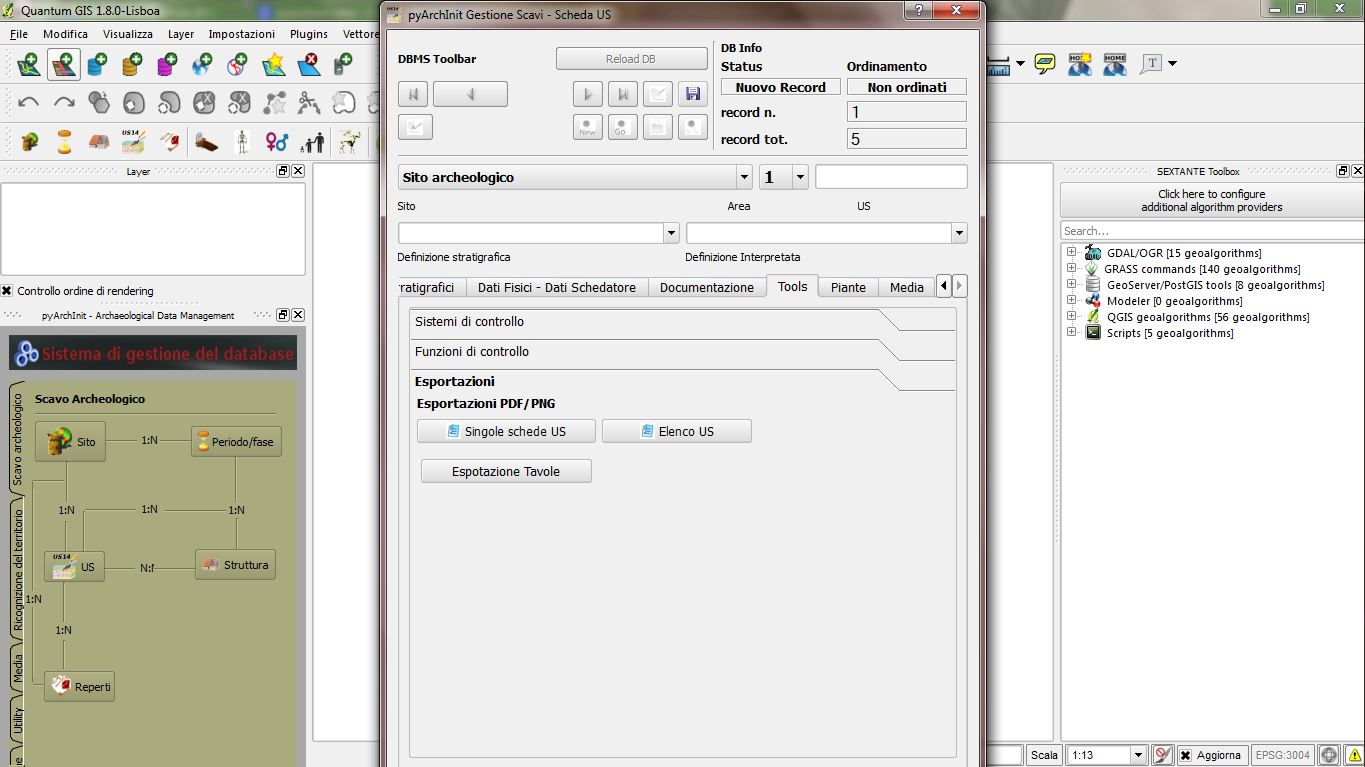 Quantum GIS 1.8.0-Lisboa
File Modifica Visualizza Layer Impostazioni Plugins Vettore
US14
T
Layer
Controllo ordine di rendering
pyArchInit - Archaeological Data Management
Sistema di gestione del database
Scavo archeologico
Ricognizione del territorio
Media
Utility
Scavo Archeologico
Sito
1:N
Periodo/fase
1:N
1:N
1:N
US14
US
N:N
Struttura
1:N
1:N
Reperti
pyArchInit Gestione Scavi - Scheda US
DBMS Toolbar
Reload DB
New
Go
DB Info
Status
Ordinamento
Nuovo Record
Non ordinati
record n.
1
record tot.
5
Sito archeologico
1
Sito
Area
US
Definizione stratigrafica
Definizione Interpretata
ratigrafici
Dati Fisici - Dati Schedatore
Documentazione
Tools
Piante
Media
Sistemi di controllo
Funzioni di controllo
Esportazioni
Esportazioni PDF/PNG
Singole schede US
Elenco US
Espotazione Tavole
HOME
SEXTANTE Toolbox
Click here to configure
additional algorithm providers
Search...
GDAL/OGR [15 geoalgorithms]
GRASS commands [140 geoalgorithms]
GeoServer/PostGIS tools [8 geoalgorithms]
Modeler [0 geoalgorithms]
QGIS geoalgorithms [56 geoalgorithms]
Scripts [5 geoalgorithms]
Scala
1:13
Aggiorna
EPSG:3004